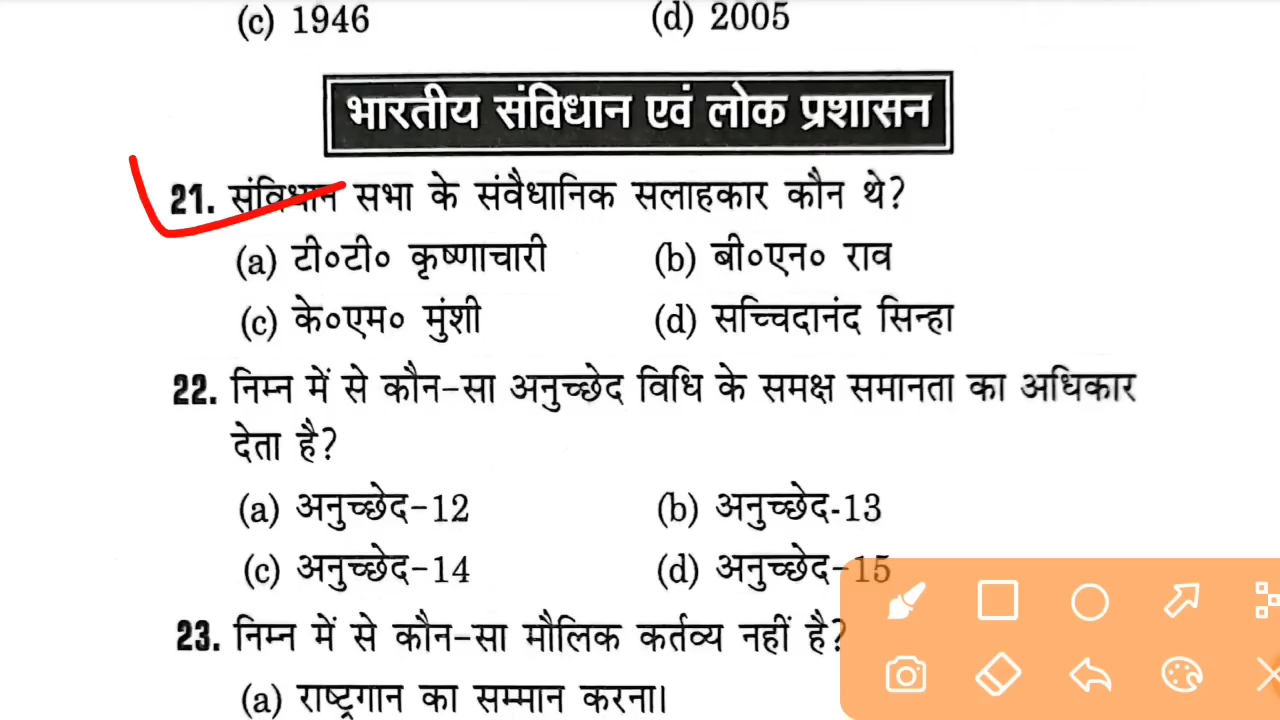 (c) 1946 (d) 2005
भारतीय संविधान एवं लोक प्रशासन
21. संविधान सभा के संवैधानिक सलाहकार कौन थे?
(a) टी०टी० कृष्णाचारी (b) बी०एन० राव
(c) के०एम० मुंशी (d) सच्चिदानंद सिन्हा
22. निम्न में से कौन-सा अनुच्छेद विधि के समक्ष समानता का अधिकार
देता है?
(a) अनुच्छेद-12 (b) अनुच्छेद-13
(c) अनुच्छेद-14 (d) अनुच्छेद-15
23. निम्न में से कौन-सा मौलिक कर्तव्य नहीं है?
(a) राष्ट्रगान का सम्मान करना।